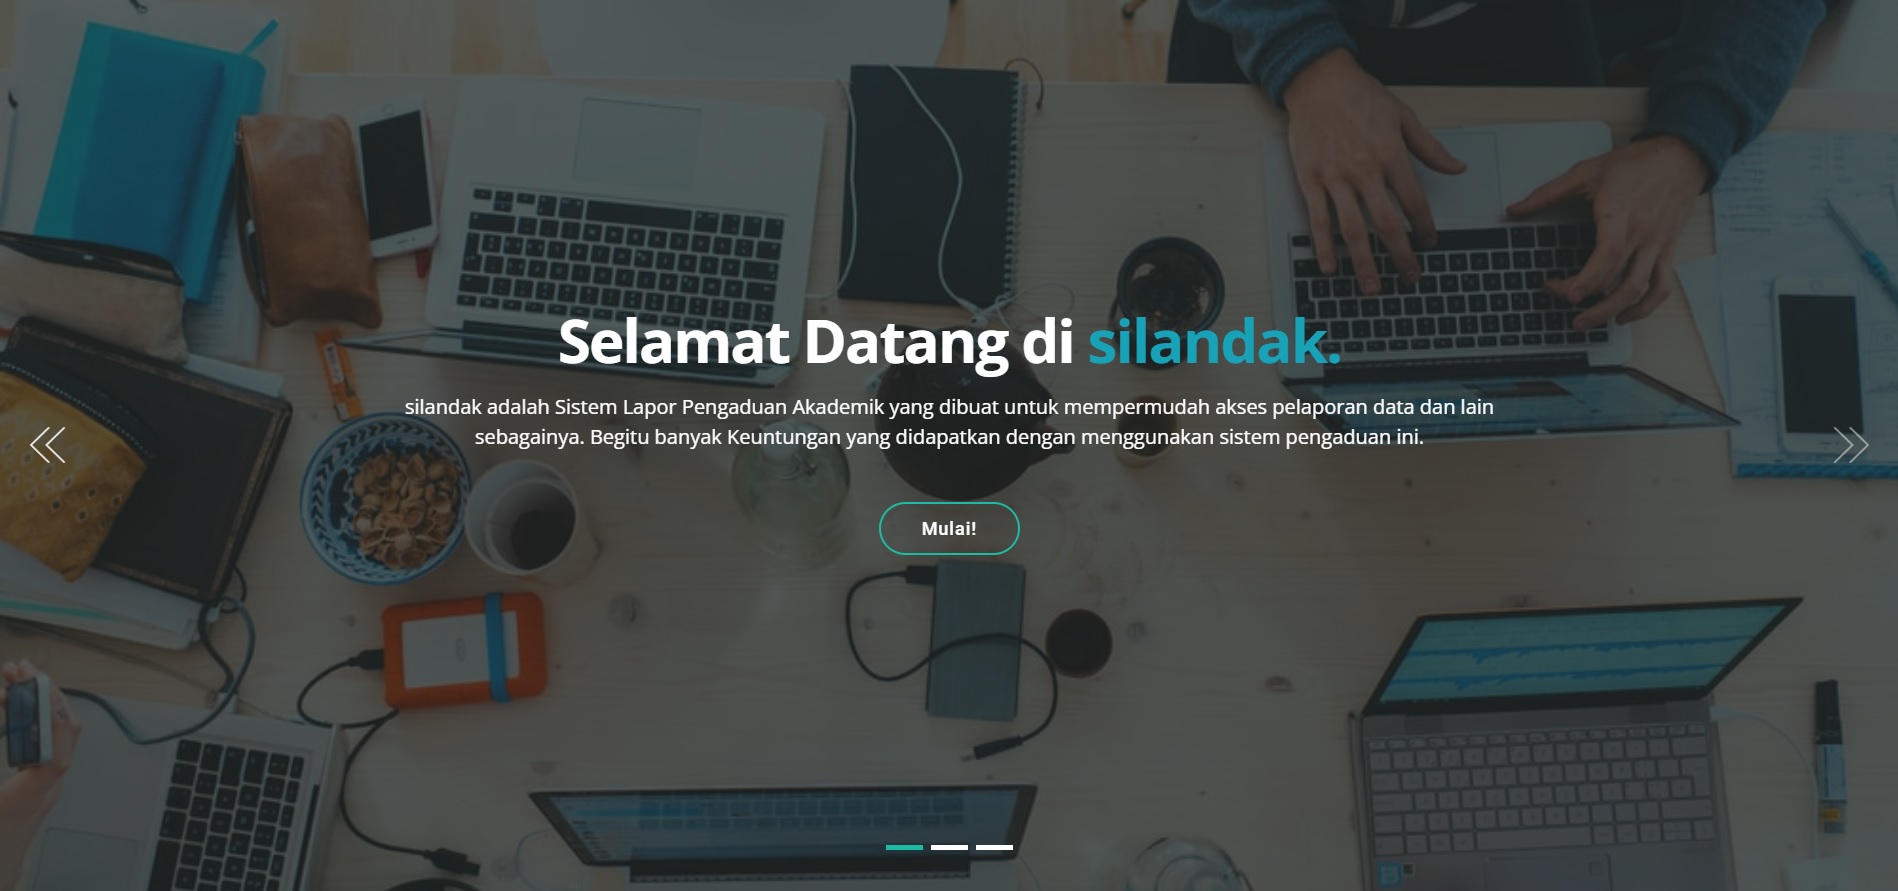 Selamat Datang di silandak.
silandak adalah Sistem Lapor Pengaduan Akademik yang dibuat untuk mempermudah akses pelaporan data dan lain
sebagainya. Begitu banyak Keuntungan yang didapatkan dengan menggunakan sistem pengaduan ini.
Mulai!